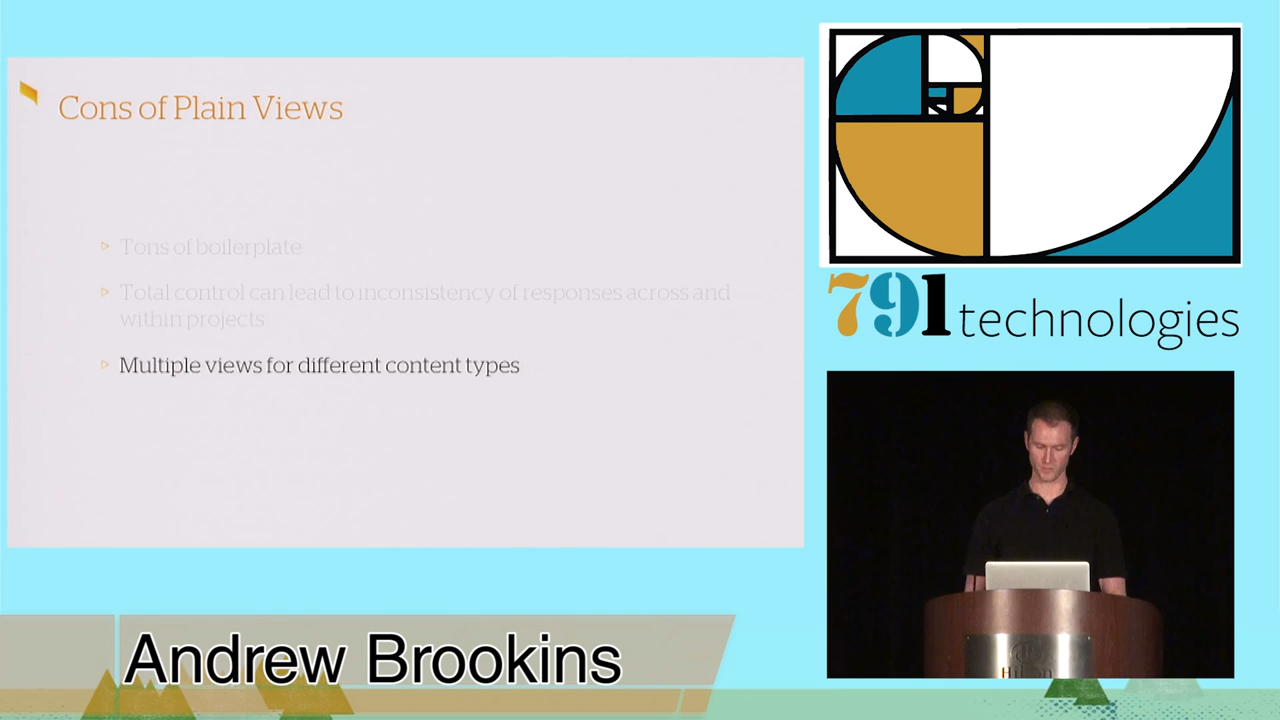 Cons of Plain Views
Tons of boilerplate
Total control can lead to inconsistency of responses across and
within projects
Multiple views for different content types
791 technologies
Hilton
Andrew Brookins